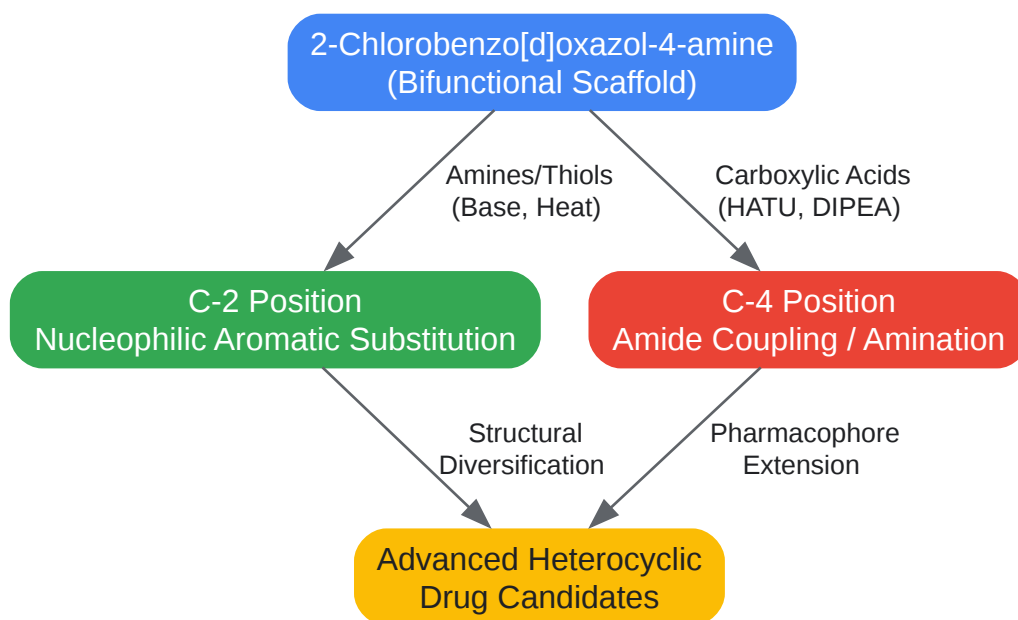 2-Chlorobenzo[d]oxazol-4-amine
(Bifunctional Scaffold)
Amines/Thiols
(Base, Heat)
Carboxylic Acids
(HATU, DIPEA)
C-2 Position
Nucleophilic Aromatic Substitution
C-4 Position
Amide Coupling / Amination
Structural
Diversification
Pharmacophore
Extension
Advanced Heterocyclic
Drug Candidates